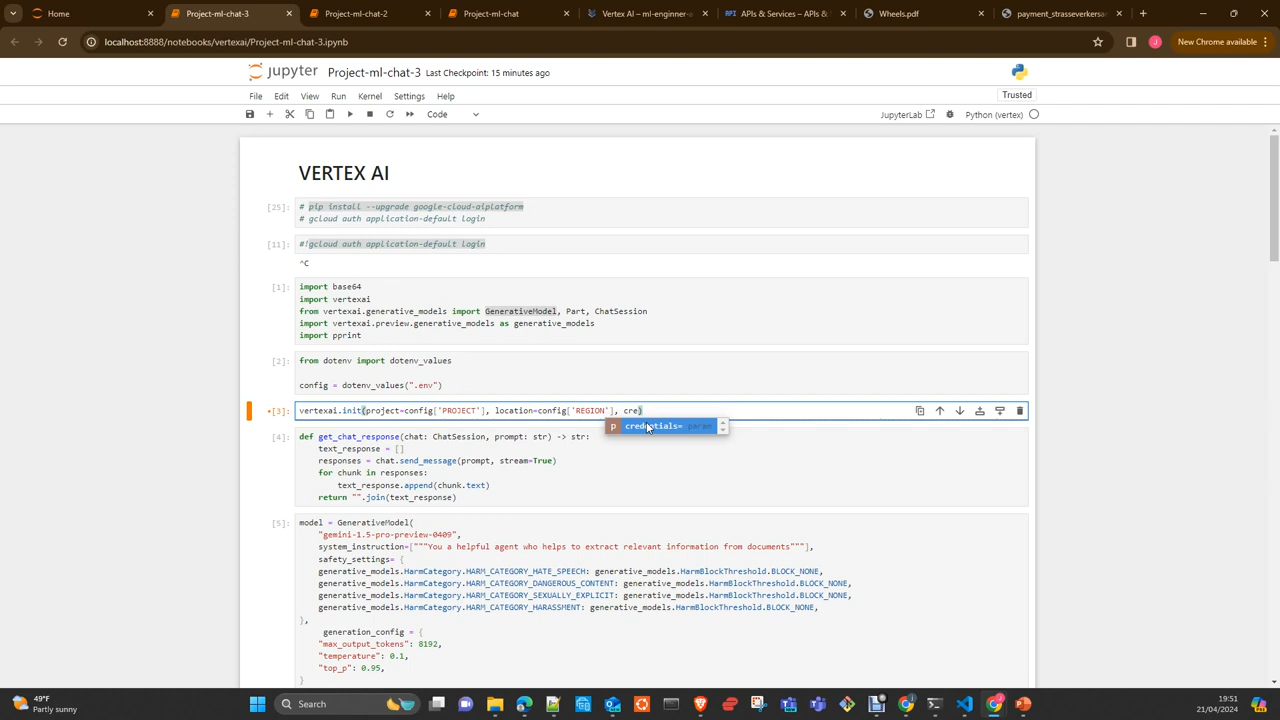 Home
Project-ml-chat-3
Project-ml-chat-2
Project-ml-chat
Vertex AI – ml-enginner-
API APIs & Services – APIs &
Wheels.pdf
payment_strasseverkersa
localhost:8888/notebooks/vertexai/Project-ml-chat-3.ipynb
J
New Chrome available
jupyter Project-ml-chat-3 Last Checkpoint: 15 minutes ago
File Edit View Run Kernel Settings Help
Trusted
Code
JupyterLab
Python (vertex)
VERTEX AI
[25]: # pip install --upgrade google-cloud-aiplatform
# gcloud auth application-default login
[11]: #!gcloud auth application-default login
^C
[1]: import base64
import vertexai
from vertexai.generative_models import GenerativeModel, Part, ChatSession
import vertexai.preview.generative_models as generative_models
import pprint
[2]: from dotenv import dotenv_values
config = dotenv_values(".env")
[3]: vertexai.init(project=config['PROJECT'], location=config['REGION'], cre)
p credentials= param
[4]: def get_chat_response(chat: ChatSession, prompt: str) -> str:
text_response = []
responses = chat.send_message(prompt, stream=True)
for chunk in responses:
text_response.append(chunk.text)
return "".join(text_response)
[5]: model = GenerativeModel(
"gemini-1.5-pro-preview-0409",
system_instruction=["""You a helpful agent who helps to extract relevant information from documents"""],
safety_settings= {
generative_models.HarmCategory.HARM_CATEGORY_HATE_SPEECH: generative_models.HarmBlockThreshold.BLOCK_NONE,
generative_models.HarmCategory.HARM_CATEGORY_DANGEROUS_CONTENT: generative_models.HarmBlockThreshold.BLOCK_NONE,
generative_models.HarmCategory.HARM_CATEGORY_SEXUALLY_EXPLICIT: generative_models.HarmBlockThreshold.BLOCK_NONE,
generative_models.HarmCategory.HARM_CATEGORY_HARASSMENT: generative_models.HarmBlockThreshold.BLOCK_NONE,
},
generation_config = {
"max_output_tokens": 8192,
"temperature": 0.1,
"top_p": 0.95,
}
49°F
Partly sunny
Search
19:51
21/04/2024